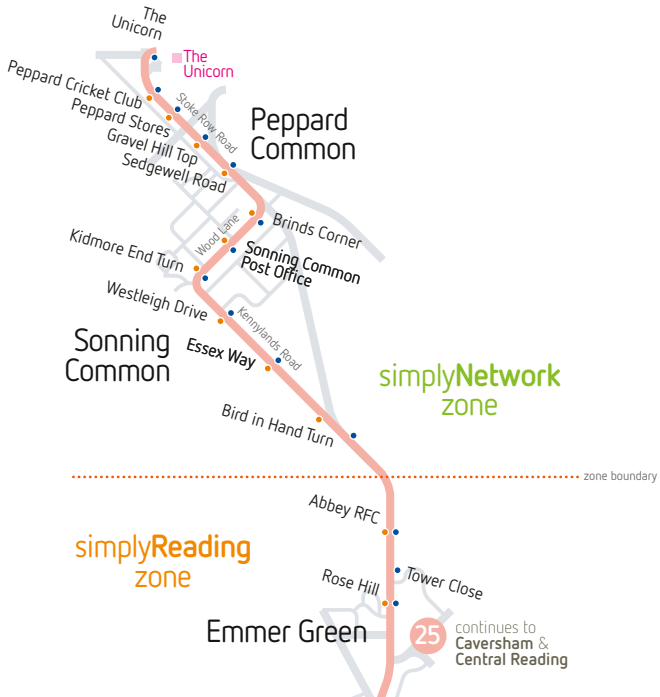 The
Unicorn
The
Unicorn
Peppard Cricket Club
Peppard Stores
Gravel Hill Top
Sedgewell Road
Stoke Row Road
Peppard
Common
Brinds Corner
Wood Lane
Kidmore End Turn
Sonning Common
Post Office
Westleigh Drive
Kennylands Road
Sonning
Common
Essex Way
simplyNetwork
zone
Bird in Hand Turn
zone boundary
Abbey RFC
simplyReading
zone
Rose Hill
Tower Close
Emmer Green
25
continues to
Caversham &
Central Reading